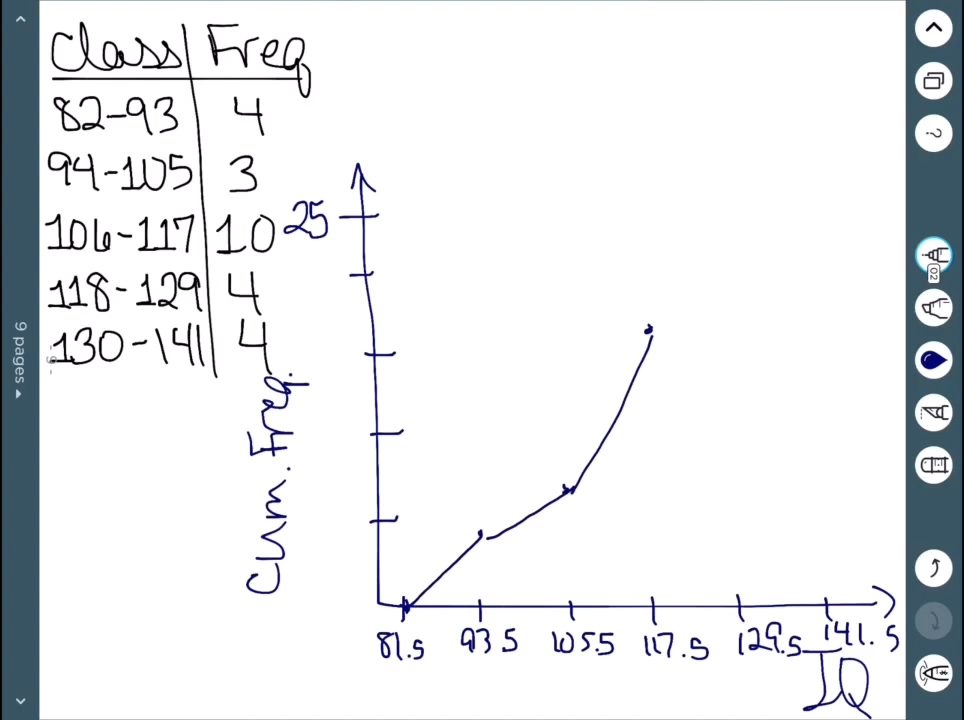 Class Freq
82-93 4
94-105 3
106-117 10
118-129 4
130-141 4
25
Cum. Freq.
81.5 93.5 105.5 117.5 129.5 141.5
IQ
9 pages
?
02